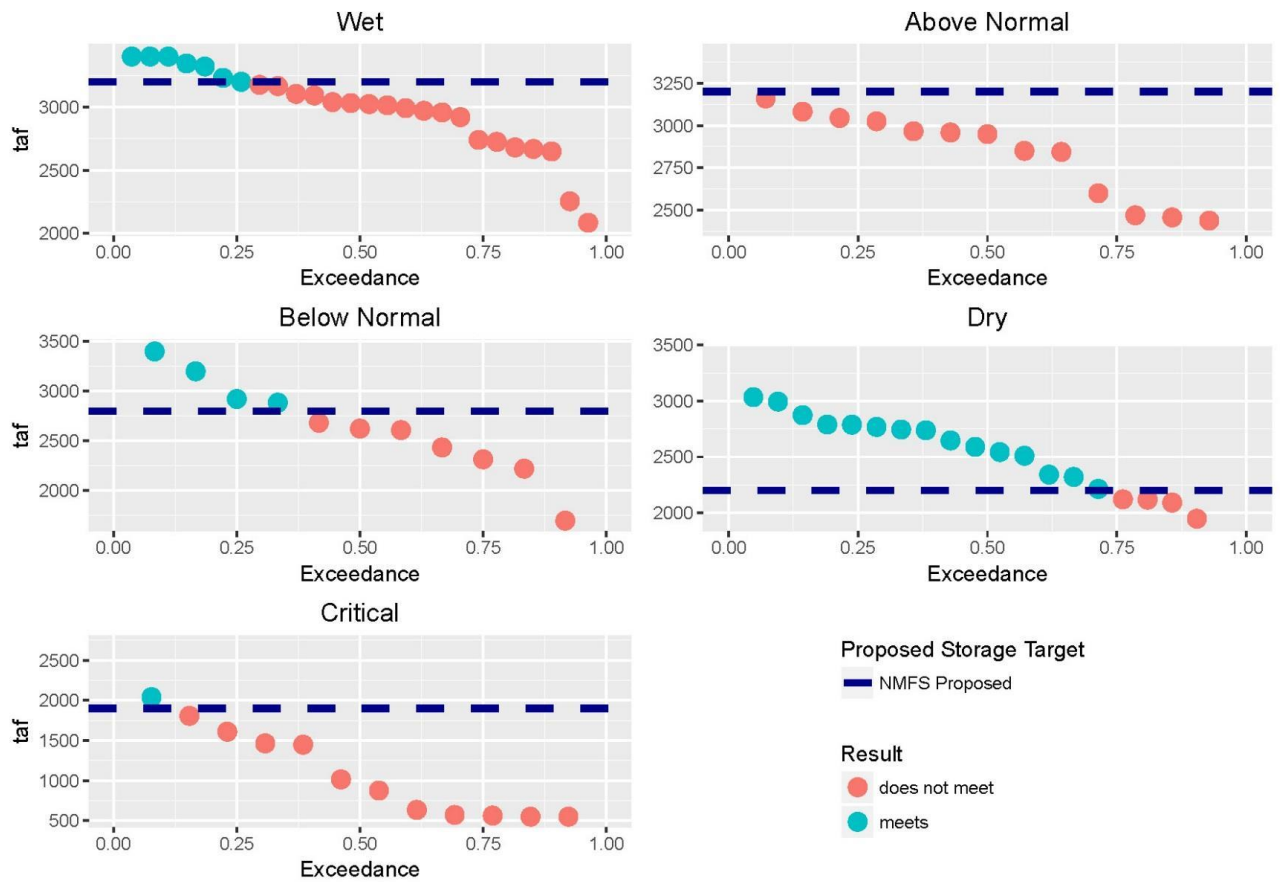 Wet
3000
2500
2000
taf
0.00 0.25 0.50 0.75 1.00
Exceedance
Above Normal
3250
3000
2750
2500
0.00 0.25 0.50 0.75 1.00
Exceedance
Below Normal
3500
3000
2500
2000
taf
0.00 0.25 0.50 0.75 1.00
Exceedance
Dry
3500
3000
2500
2000
0.00 0.25 0.50 0.75 1.00
Exceedance
Critical
2500
2000
1500
1000
500
taf
0.00 0.25 0.50 0.75 1.00
Exceedance
Proposed Storage Target
NMFS Proposed
Result
does not meet
meets